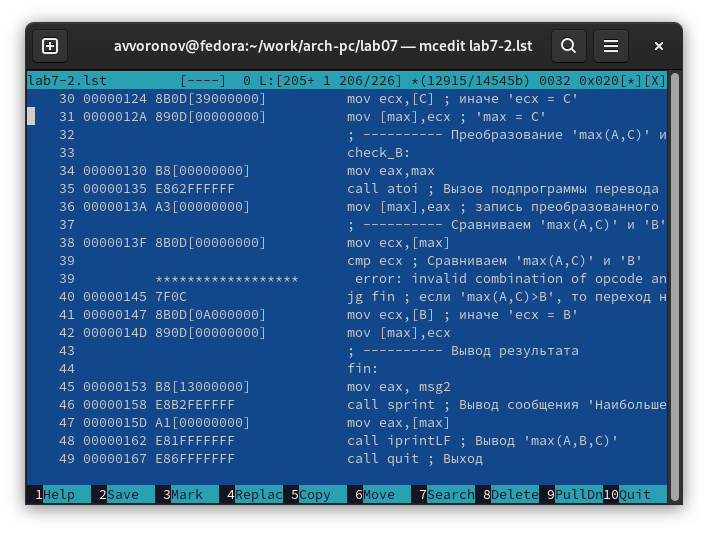 avvoronov@fedora:~/work/arch-pc/lab07 — mcedit lab7-2.lst
lab7-2.lst [----] 0 L:[205+ 1 206/226] *(12915/14545b) 0032 0x020[*][X]
30 00000124 8B0D[39000000] mov ecx,[C] ; иначе 'ecx = C'
31 0000012A 890D[00000000] mov [max],ecx ; 'max = C'
32 ; ---------- Преобразование 'max(A,C)' и
33 check_B:
34 00000130 B8[00000000] mov eax,max
35 00000135 E862FFFFFF call atoi ; Вызов подпрограммы перевода
36 0000013A A3[00000000] mov [max],eax ; запись преобразованного
37 ; ---------- Сравниваем 'max(A,C)' и 'B'
38 0000013F 8B0D[00000000] mov ecx,[max]
39 cmp ecx ; Сравниваем 'max(A,C)' и 'B'
39 ****************** error: invalid combination of opcode an
40 00000145 7F0C jg fin ; если 'max(A,C)>B', то переход н
41 00000147 8B0D[0A000000] mov ecx,[B] ; иначе 'ecx = B'
42 0000014D 890D[00000000] mov [max],ecx
43 ; ---------- Вывод результата
44 fin:
45 00000153 B8[13000000] mov eax, msg2
46 00000158 E8B2FEFFFF call sprint ; Вывод сообщения 'Наибольше
47 0000015D A1[00000000] mov eax,[max]
48 00000162 E81FFFFFFF call iprintLF ; Вывод 'max(A,B,C)'
49 00000167 E86FFFFFFF call quit ; Выход
1Help 2Save 3Mark 4Replac 5Copy 6Move 7Search 8Delete 9PullDn 10Quit